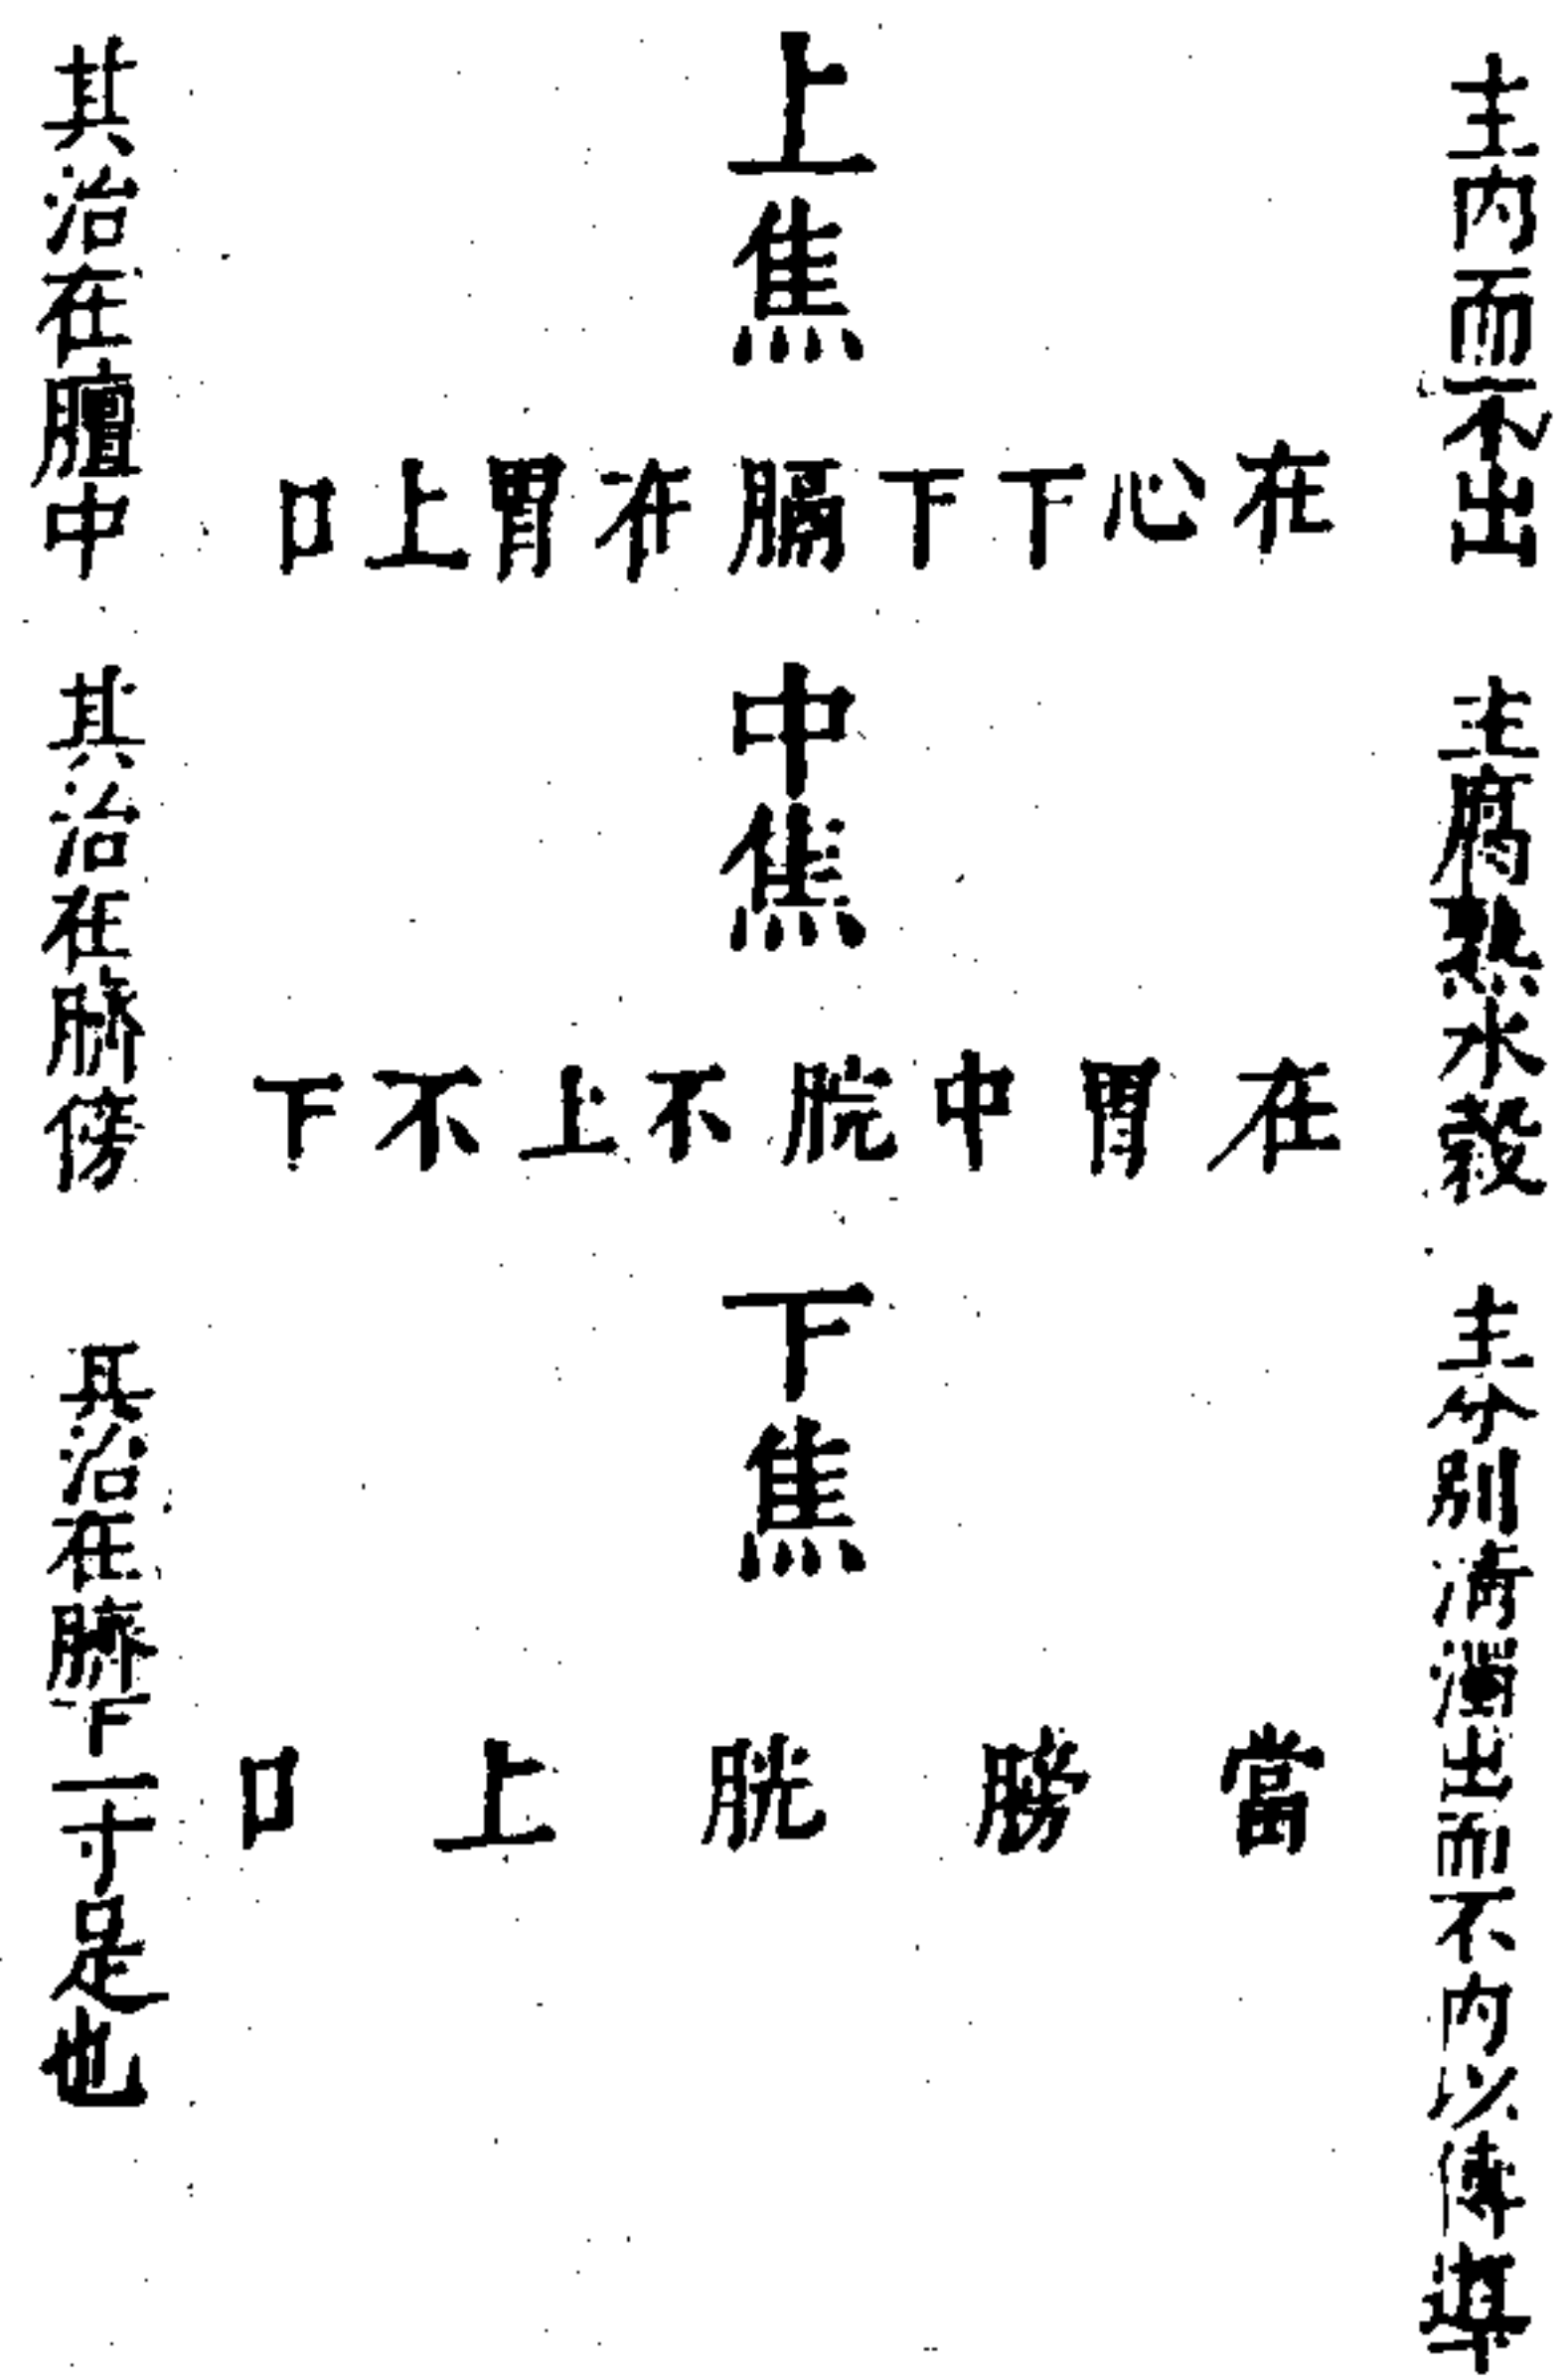 主內而不出
上焦
在心下下膈在胃上口
其治在膻中
主腐熟水穀
中焦
在胃中脘不上不下
其治在臍傍
主分別清濁出而不內以傳導
下焦
當膀胱上口
其治在臍下一寸是也